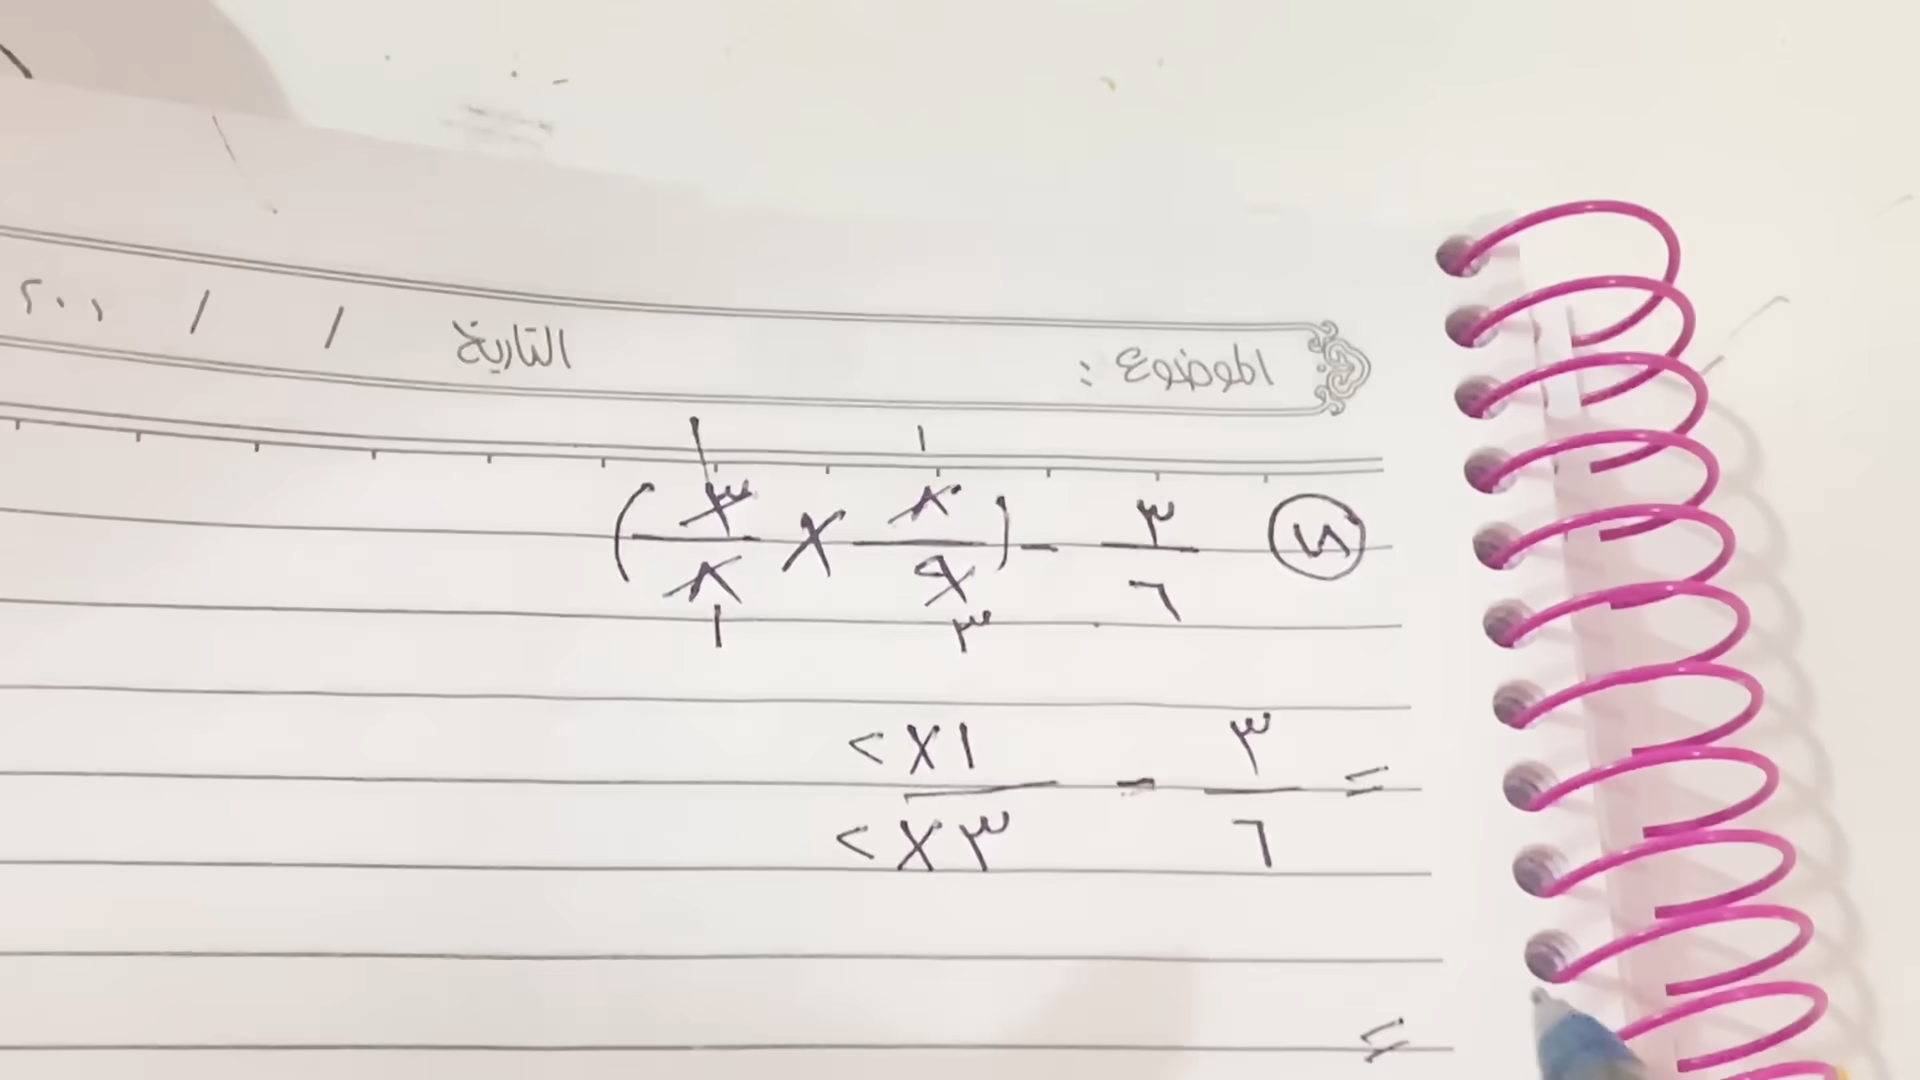 الموضوع : التاريخ / / ٢٠١
١ ١
٣ ٨ ٣
- ( × )
٦ ٩ ٨
٣ ١
٣ ١ × ٢
= -
٦ ٣ × ٢
=